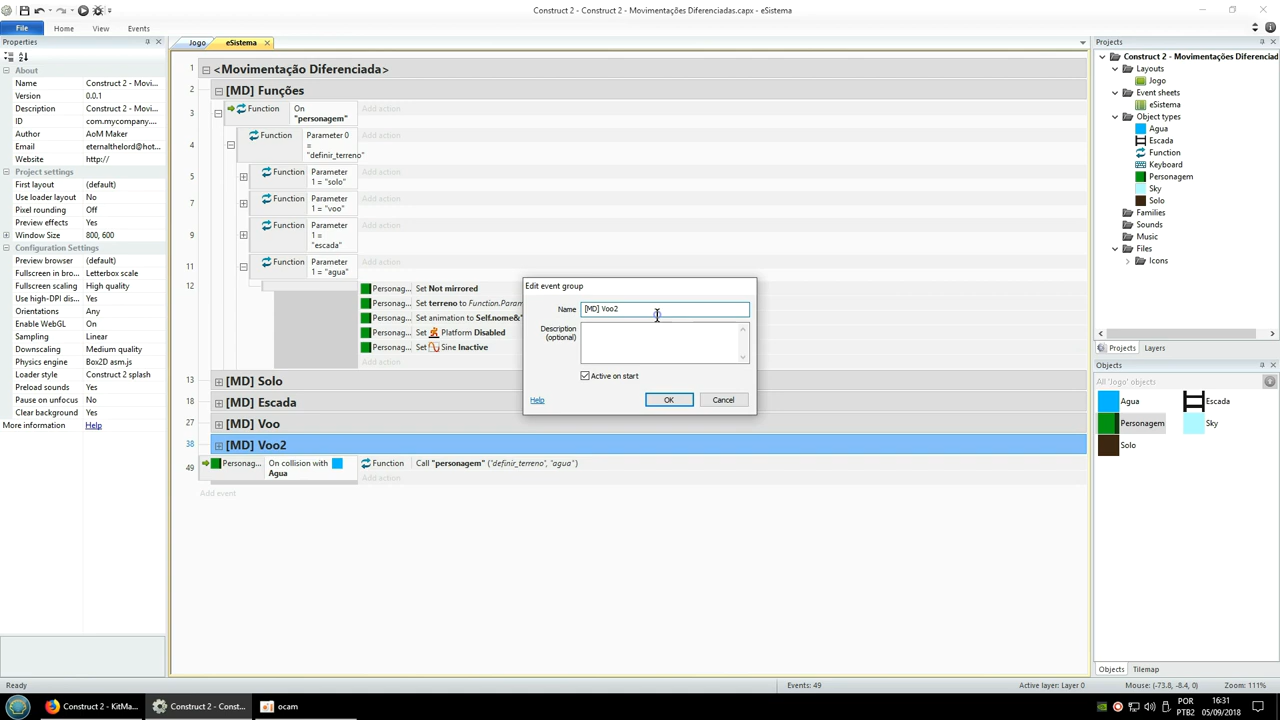 Construct 2 - Construct 2 - Movimentações Diferenciadas.capx - eSistema
File Home View Events
Properties
About
Name Construct 2 - Movi...
Version 0.0.1
Description Construct 2 - Movi...
ID com.mycompany....
Author AoM Maker
Email eternalthelord@hot...
Website http://
Project settings
First layout (default)
Use loader layout No
Pixel rounding Off
Preview effects Yes
Window Size 800, 600
Configuration Settings
Preview browser (default)
Fullscreen in bro... Letterbox scale
Fullscreen scaling High quality
Use high-DPI dis... Yes
Orientations Any
Enable WebGL On
Sampling Linear
Downscaling Medium quality
Physics engine Box2D asm.js
Loader style Construct 2 splash
Preload sounds Yes
Pause on unfocus No
Clear background Yes
More information Help
Jogo eSistema
1 <Movimentação Diferenciada>
2 [MD] Funções
3 Function On "personagem" Add action
4 Function Parameter 0 = "definir_terreno" Add action
5 Function Parameter 1 = "solo" Add action
7 Function Parameter 1 = "voo" Add action
9 Function Parameter 1 = "escada" Add action
11 Function Parameter 1 = "agua" Add action
12 Personag... Set Not mirrored
Personag... Set terreno to Function.Param
Personag... Set animation to Self.nome&"
Personag... Set Platform Disabled
Personag... Set Sine Inactive
Add action
13 [MD] Solo
18 [MD] Escada
27 [MD] Voo
38 [MD] Voo2
49 Personag... On collision with Agua Function Call "personagem" ("definir_terreno", "agua")
Add action
Add event
Edit event group
Name [MD] Voo2
Description (optional)
Active on start
Help OK Cancel
Projects
Construct 2 - Movimentações Diferenciad
Layouts
Jogo
Event sheets
eSistema
Object types
Agua
Escada
Function
Keyboard
Personagem
Sky
Solo
Families
Sounds
Music
Files
Icons
Projects Layers
Objects
All 'Jogo' objects
Agua Escada
Personagem Sky
Solo
Objects Tilemap
Ready Events: 49 Active layer: Layer 0 Mouse: (-73.8, -8.4, 0) Zoom: 111%
Construct 2 - KitMa... Construct 2 - Const... ocam
POR 16:31
PTB2 05/09/2018